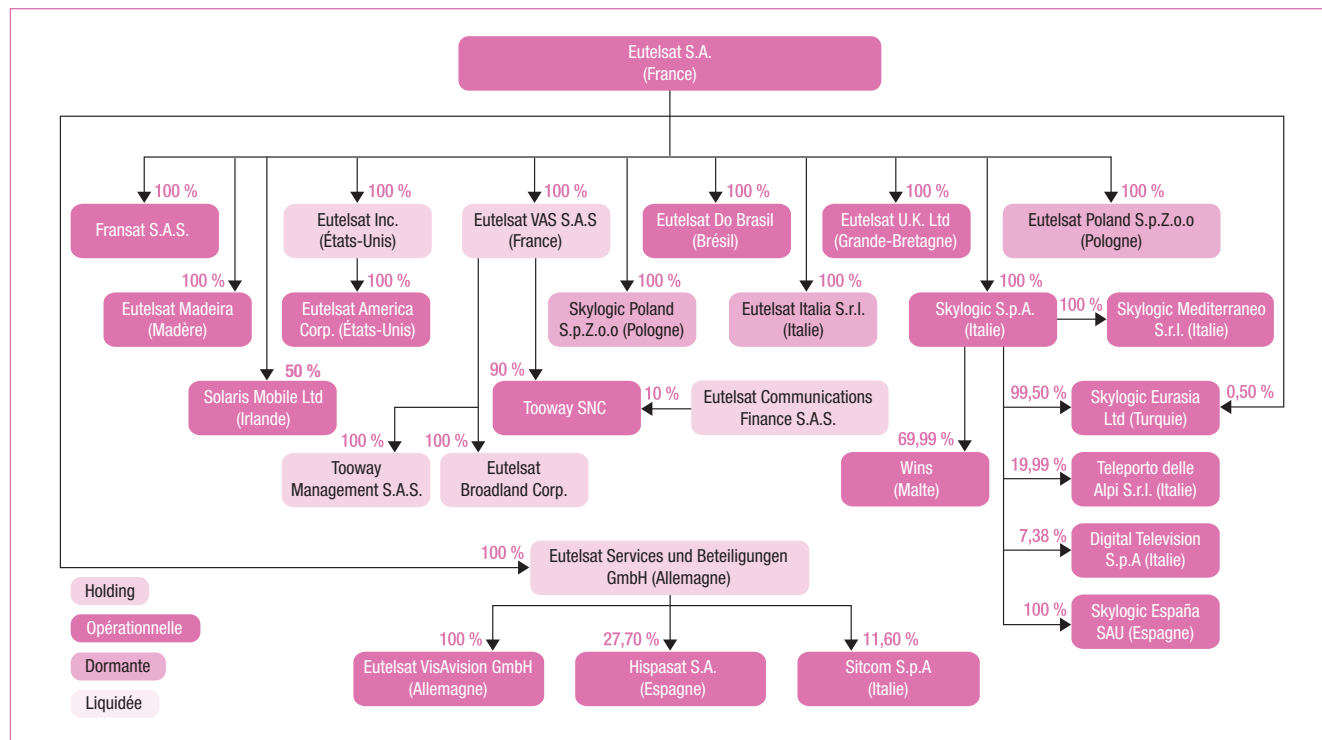 Eutelsat S.A.
(France)
100 %
100 %
100 %
100 %
100 %
100 %
Fransat S.A.S.
Eutelsat Inc.
(États-Unis)
Eutelsat VAS S.A.S
(France)
Eutelsat Do Brasil
(Brésil)
Eutelsat U.K. Ltd
(Grande-Bretagne)
Eutelsat Poland S.p.Z.o.o
(Pologne)
100 %
100 %
100 %
100 %
100 %
100 %
Eutelsat Madeira
(Madère)
Eutelsat America
Corp. (États-Unis)
Skylogic Poland
S.p.Z.o.o (Pologne)
Eutelsat Italia S.r.l.
(Italie)
Skylogic S.p.A.
(Italie)
Skylogic Mediterraneo
S.r.l. (Italie)
50 %
Solaris Mobile Ltd
(Irlande)
90 %
Tooway SNC
10 %
Eutelsat Communications
Finance S.A.S.
99,50 %
Skylogic Eurasia
Ltd (Turquie)
0,50 %
100 %
Tooway
Management S.A.S.
100 %
Eutelsat
Broadland Corp.
69,99 %
Wins
(Malte)
19,99 %
Teleporto delle
Alpi S.r.l. (Italie)
7,38 %
Digital Television
S.p.A (Italie)
100 %
Skylogic España
SAU (Espagne)
100 %
Eutelsat Services und Beteiligungen
GmbH (Allemagne)
100 %
27,70 %
11,60 %
Eutelsat VisAvision GmbH
(Allemagne)
Hispasat S.A.
(Espagne)
Sitcom S.p.A
(Italie)
Holding
Opérationnelle
Dormante
Liquidée